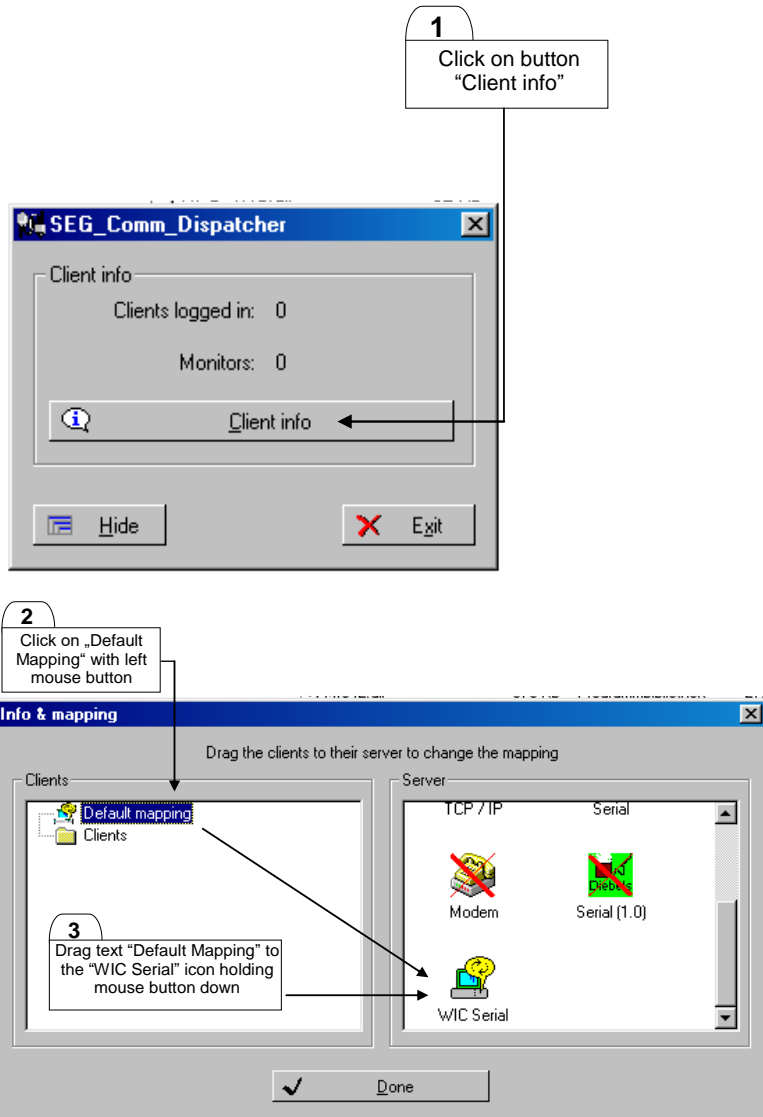 1
Click on button
“Client info”
SEG_Comm_Dispatcher
Client info
Clients logged in: 0
Monitors: 0
Client info
Hide
Exit
2
Click on „Default
Mapping“ with left
mouse button
Info & mapping
Drag the clients to their server to change the mapping
Clients
Default mapping
Clients
3
Drag text “Default Mapping” to
the “WIC Serial” icon holding
mouse button down
Server
TCP / IP
Serial
Modem
Diebels
Serial (1.0)
WIC Serial
Done